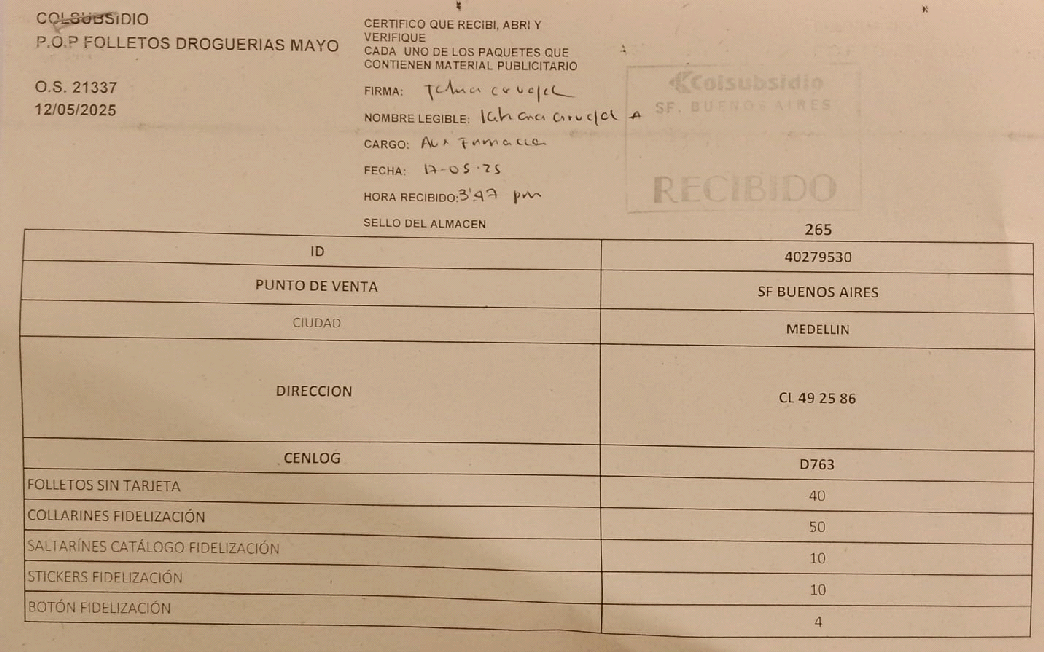 COLSUBSIDIO
P.O.P FOLLETOS DROGUERIAS MAYO
O.S. 21337
12/05/2025
CERTIFICO QUE RECIBI, ABRI Y
VERIFIQUE
CADA UNO DE LOS PAQUETES QUE
CONTIENEN MATERIAL PUBLICITARIO
FIRMA:
NOMBRE LEGIBLE:
CARGO: Aux Farmacia
FECHA: 17-05-25
HORA RECIBIDO: 3:47 pm
SELLO DEL ALMACEN
Colsubsidio
SF. BUENOS AIRES
RECIBIDO
265
ID 40279530
PUNTO DE VENTA SF BUENOS AIRES
CIUDAD MEDELLIN
DIRECCION CL 49 25 86
CENLOG D763
FOLLETOS SIN TARJETA 40
COLLARINES FIDELIZACIÓN 50
SALTARÍNES CATÁLOGO FIDELIZACIÓN 10
STICKERS FIDELIZACIÓN 10
BOTÓN FIDELIZACIÓN 4